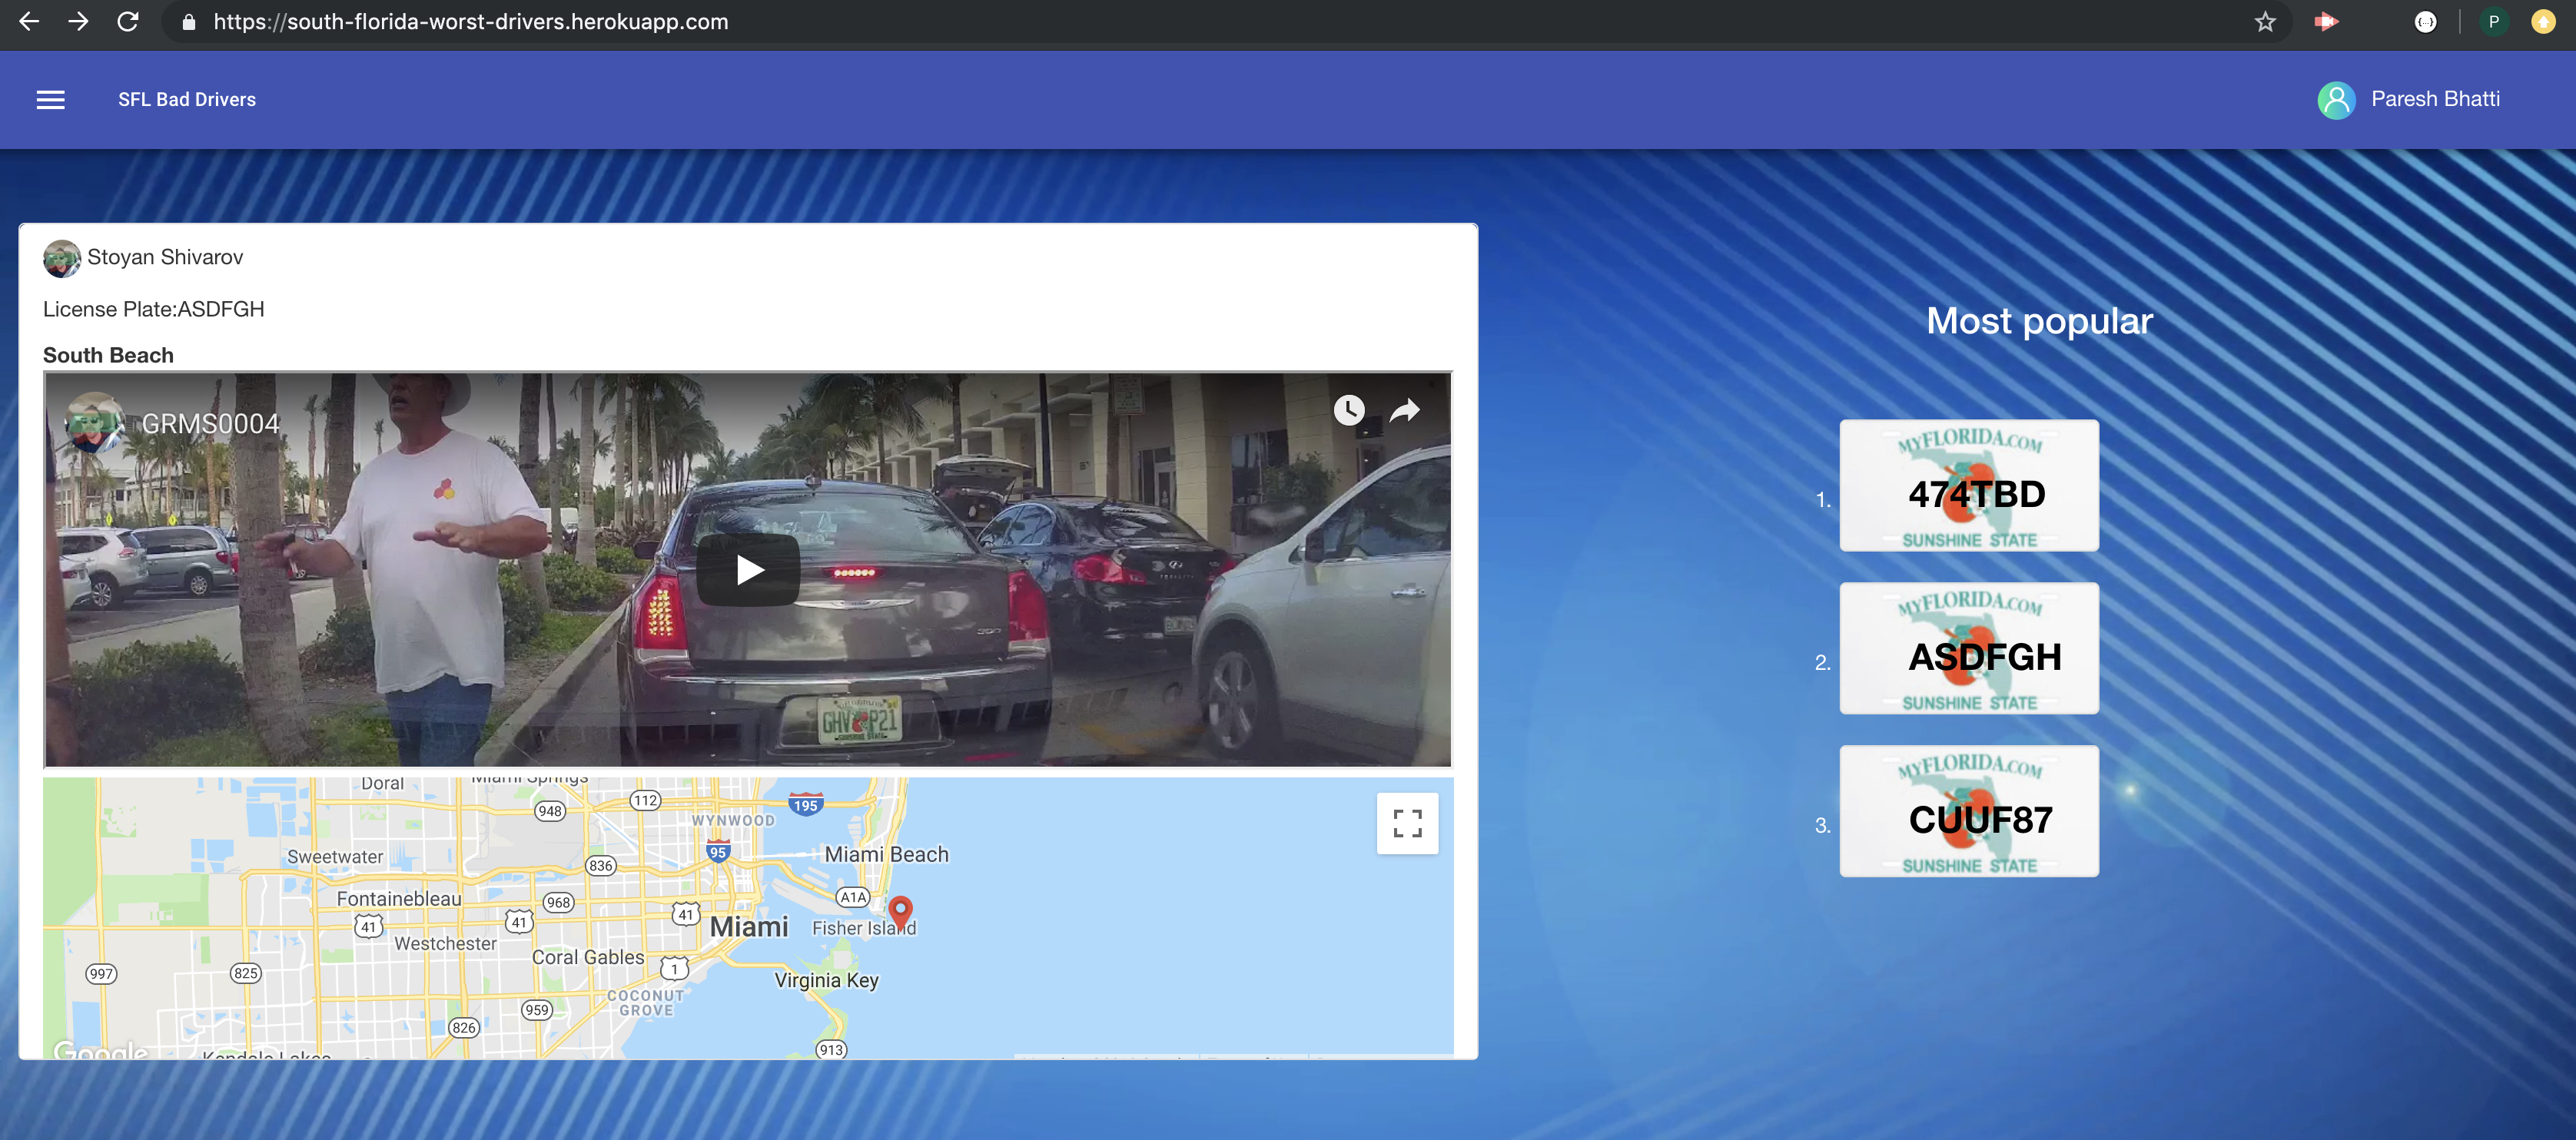 https://south-florida-worst-drivers.herokuapp.com
P
SFL Bad Drivers
Paresh Bhatti
Stoyan Shivarov
License Plate:ASDFGH
South Beach
GRMS0004
GHV P21
SUNSHINE STATE
Doral
Miami Springs
112
195
948
WYNWOOD
95
Miami Beach
Sweetwater
836
Fontainebleau
968
A1A
41
41
41
Miami
Fisher Island
Westchester
Coral Gables
1
997
825
Virginia Key
COCONUT
GROVE
959
826
913
Google
Kendale Lakes
Most popular
1.
MYFLORIDA.COM
474TBD
SUNSHINE STATE
2.
MYFLORIDA.COM
ASDFGH
SUNSHINE STATE
3.
MYFLORIDA.COM
CUUF87
SUNSHINE STATE